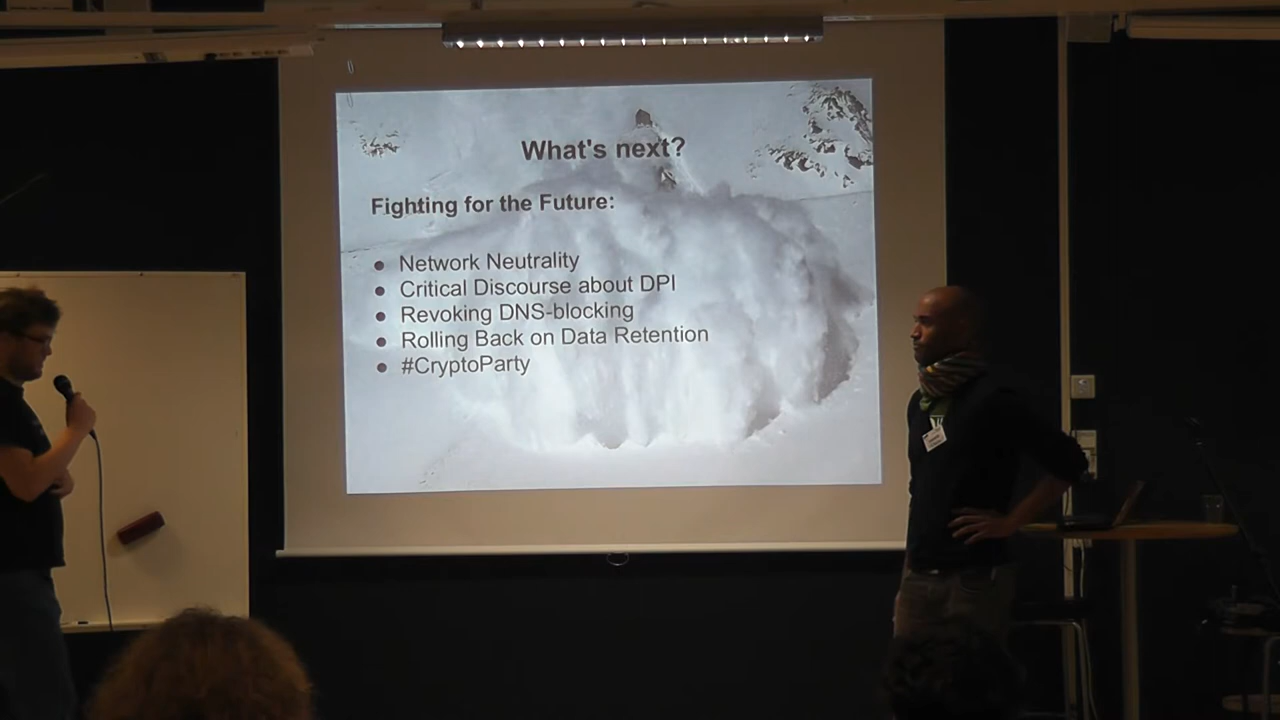 What's next?
Fighting for the Future:
Network Neutrality
Critical Discourse about DPI
Revoking DNS-blocking
Rolling Back on Data Retention
#CryptoParty